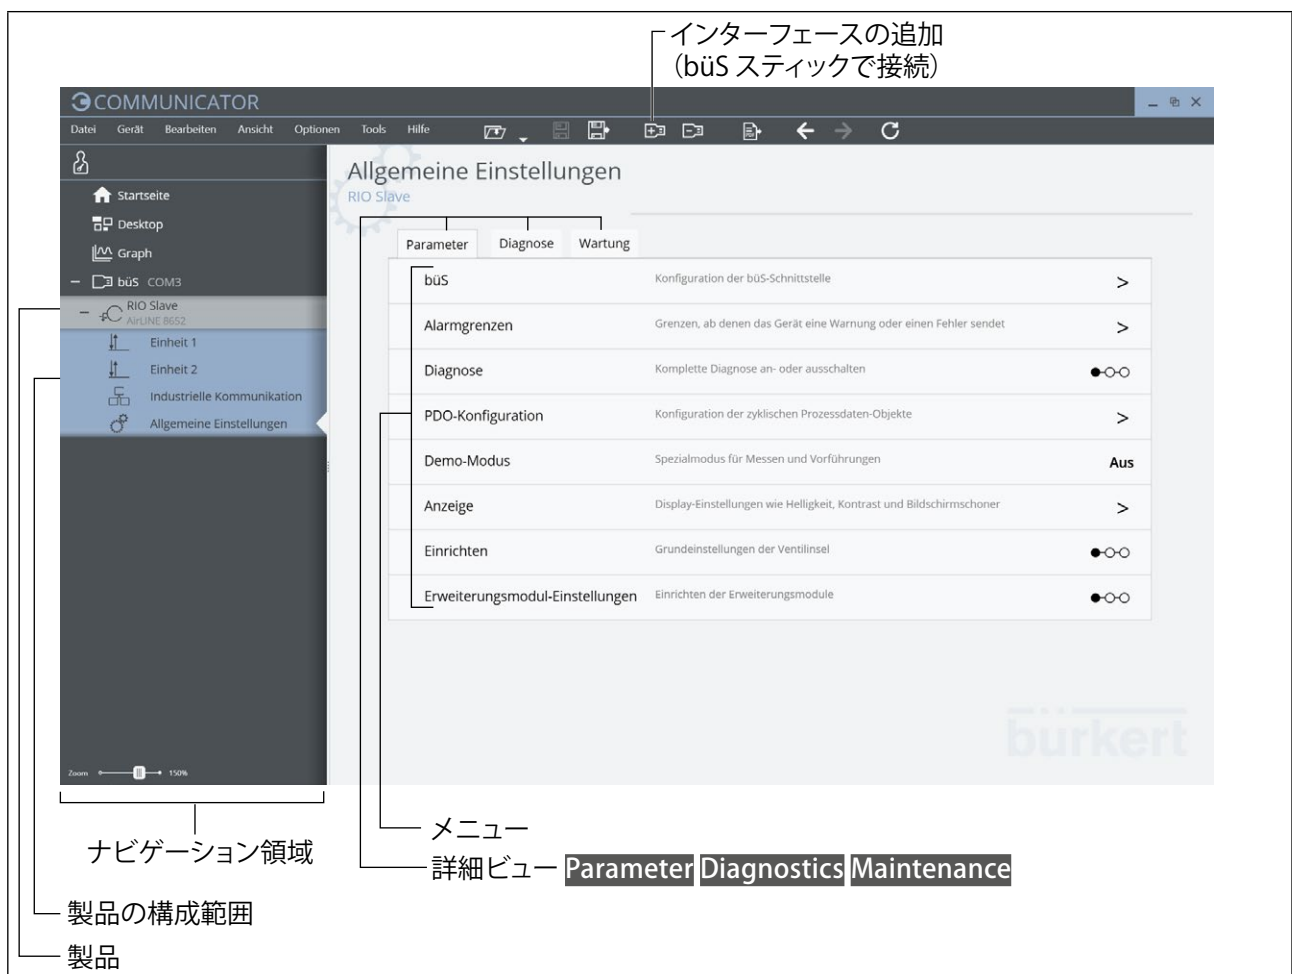 インターフェースの追加
（büS スティックで接続）
COMMUNICATOR
Datei Gerät Bearbeiten Ansicht Optionen Tools Hilfe
Startseite
Desktop
Graph
büS COM3
RIO Slave
AirLINE 8652
Einheit 1
Einheit 2
Industrielle Kommunikation
Allgemeine Einstellungen
Zoom 150%
Allgemeine Einstellungen
RIO Slave
Parameter Diagnose Wartung
büS Konfiguration der büS-Schnittstelle >
Alarmgrenzen Grenzen, ab denen das Gerät eine Warnung oder einen Fehler sendet >
Diagnose Komplette Diagnose an- oder ausschalten
PDO-Konfiguration Konfiguration der zyklischen Prozessdaten-Objekte >
Demo-Modus Spezialmodus für Messen und Vorführungen Aus
Anzeige Display-Einstellungen wie Helligkeit, Kontrast und Bildschirmschoner >
Einrichten Grundeinstellungen der Ventilinsel
Erweiterungsmodul-Einstellungen Einrichten der Erweiterungsmodule
bürkert
メニュー
ナビゲーション領域
詳細ビュー Parameter Diagnostics Maintenance
製品の構成範囲
製品